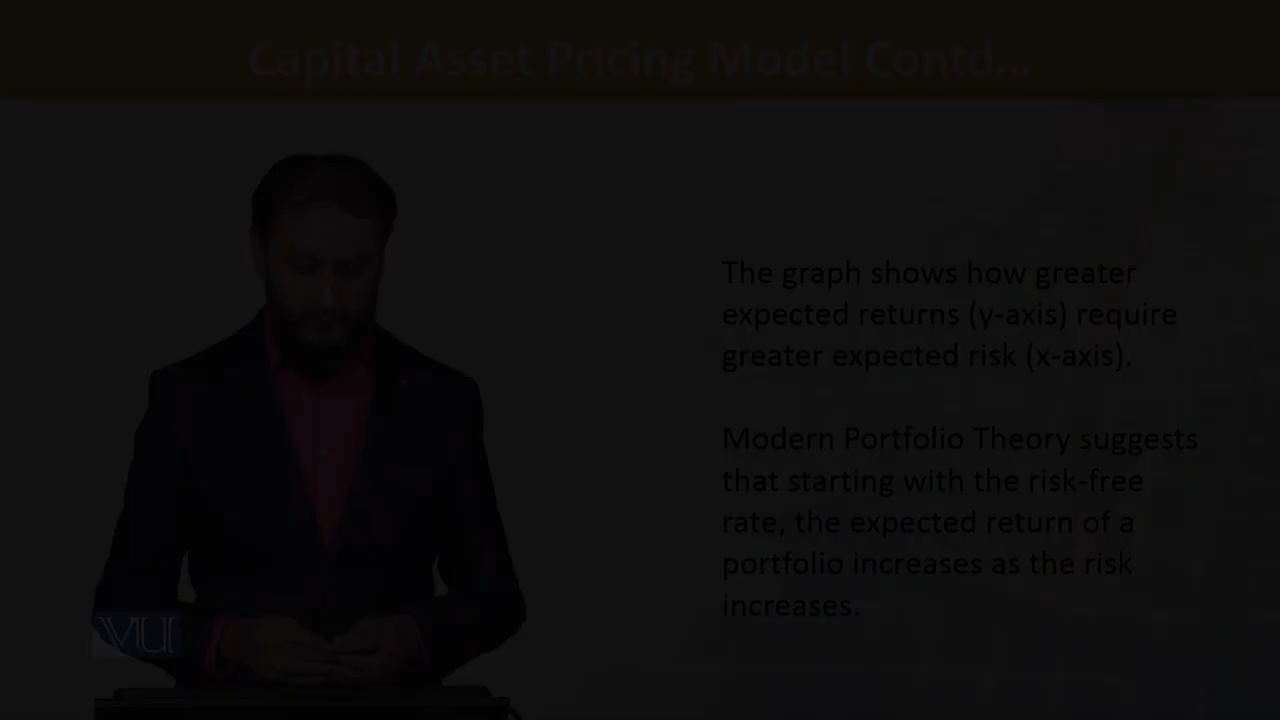 Capital Asset Pricing Model Contd...
The graph shows how greater
expected returns (y-axis) require
greater expected risk (x-axis).
Modern Portfolio Theory suggests
that starting with the risk-free
rate, the expected return of a
portfolio increases as the risk
increases.
VU